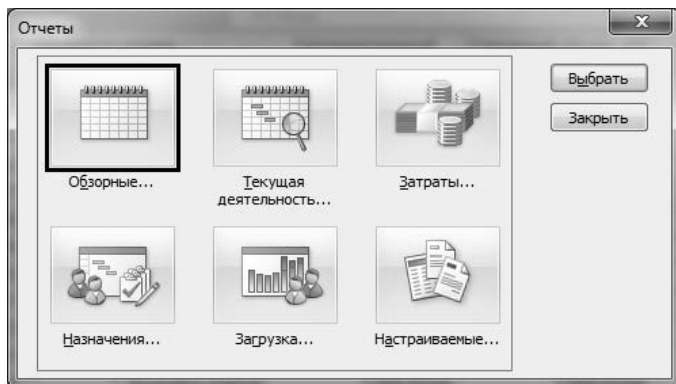 Отчеты
Выбрать
Закрыть
Обзорные...
Текущая
деятельность...
Затраты...
Назначения...
Загрузка...
Настраиваемые...